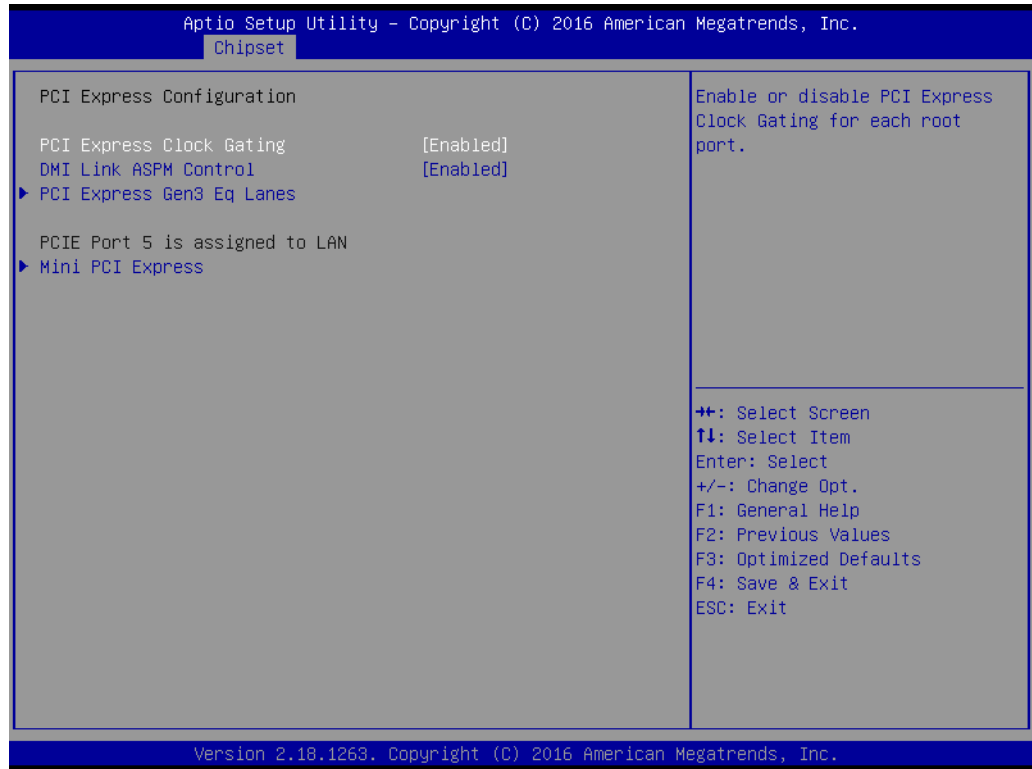 Aptio Setup Utility – Copyright (C) 2016 American Megatrends, Inc.
Chipset
PCI Express Configuration
PCI Express Clock Gating [Enabled]
DMI Link ASPM Control [Enabled]
PCI Express Gen3 Eq Lanes
PCIE Port 5 is assigned to LAN
Mini PCI Express
Enable or disable PCI Express
Clock Gating for each root
port.
→←: Select Screen
↑↓: Select Item
Enter: Select
+/-: Change Opt.
F1: General Help
F2: Previous Values
F3: Optimized Defaults
F4: Save & Exit
ESC: Exit
Version 2.18.1263. Copyright (C) 2016 American Megatrends, Inc.